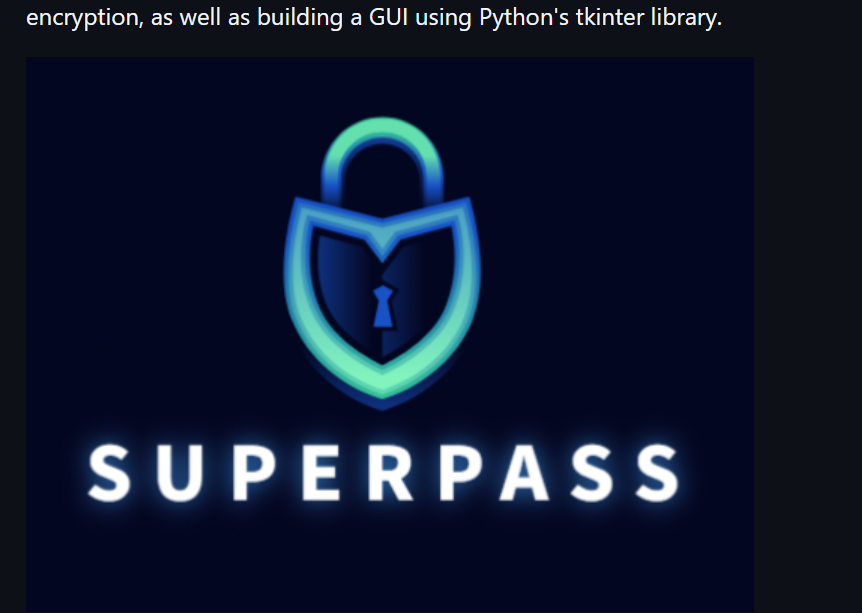 encryption, as well as building a GUI using Python's tkinter library.
SUPERPASS